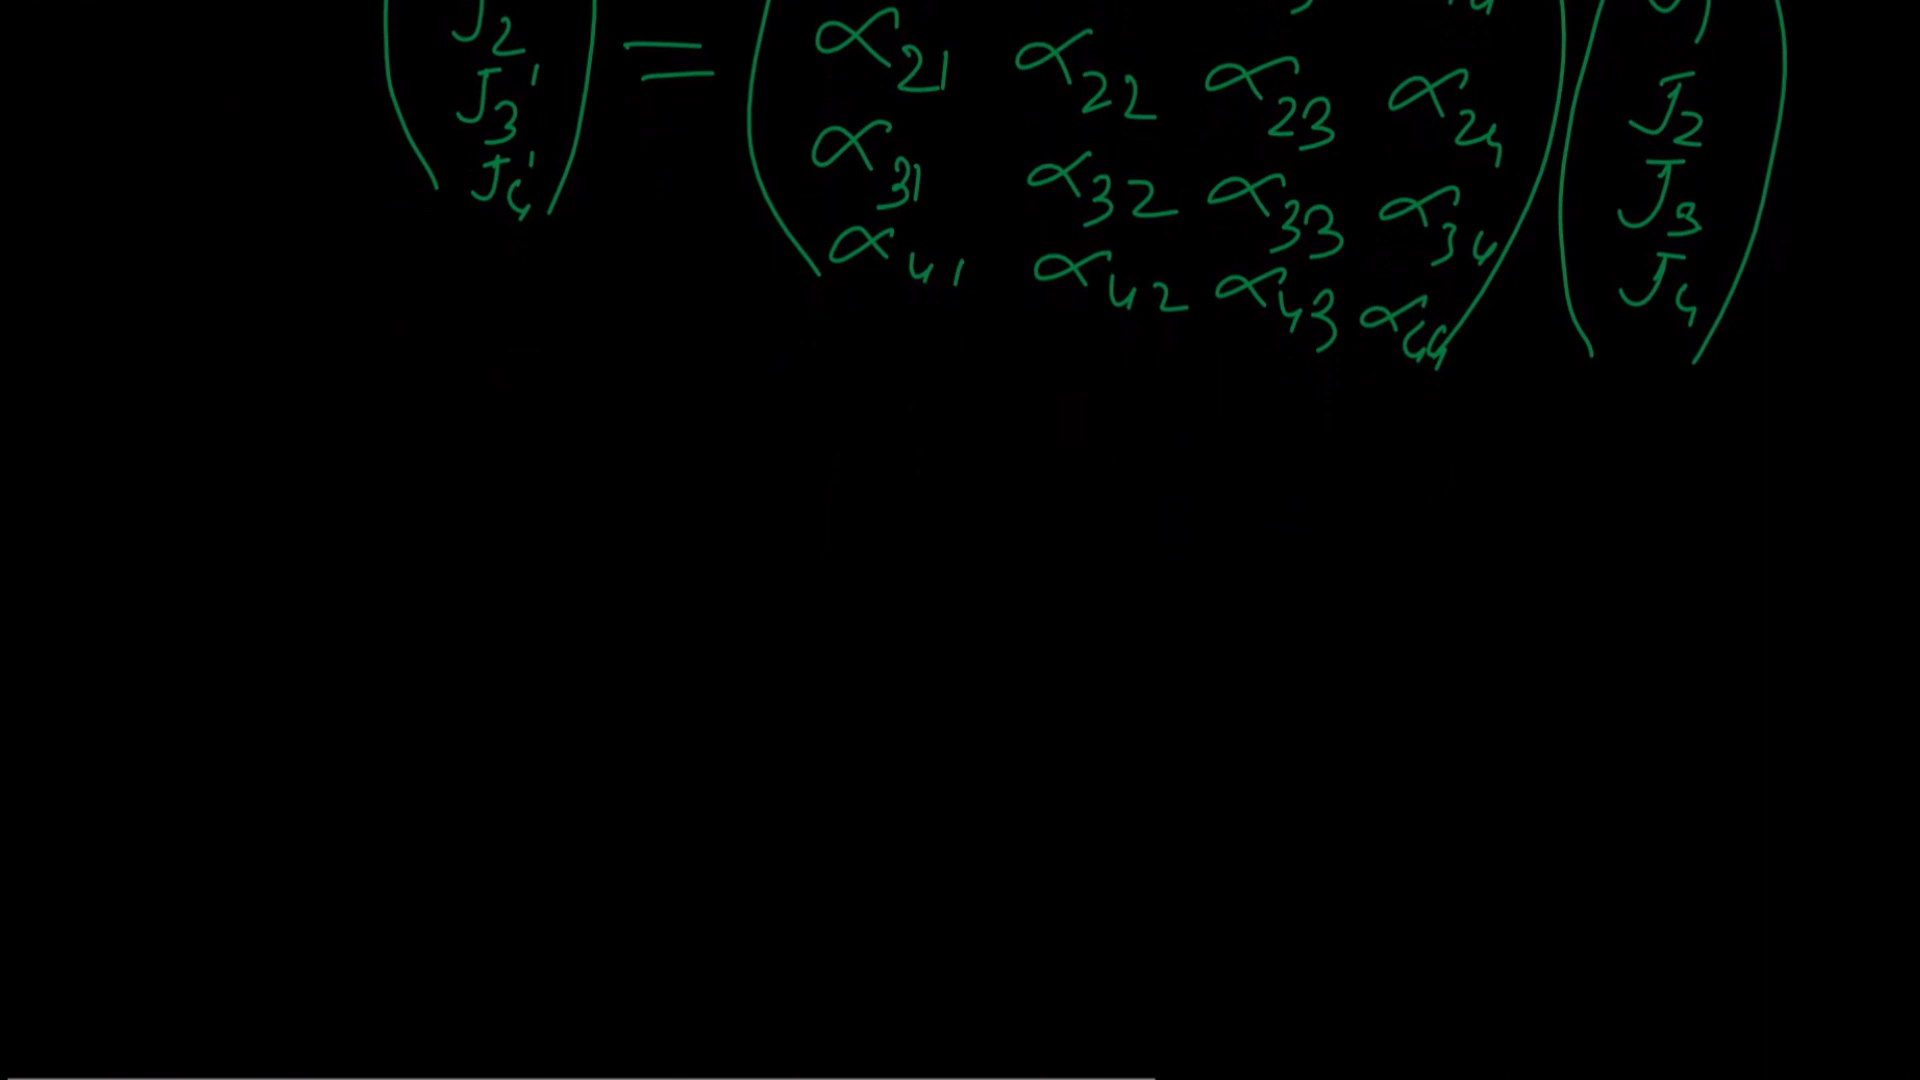 J2 = α21 α22 α23 α24 J2
J3' α31 α32 α33 α34 J3
J4' α41 α42 α43 α44 J4